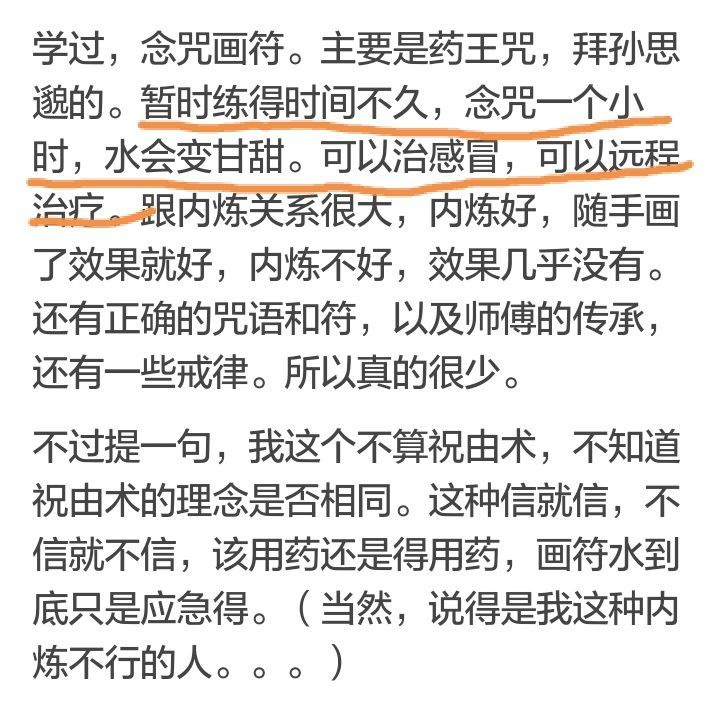 学过，念咒画符。主要是药王咒，拜孙思
邈的。暂时练得时间不久，念咒一个小
时，水会变甘甜。可以治感冒，可以远程
治疗。跟内炼关系很大，内炼好，随手画
了效果就好，内炼不好，效果几乎没有。
还有正确的咒语和符，以及师傅的传承，
还有一些戒律。所以真的很少。
不过提一句，我这个不算祝由术，不知道
祝由术的理念是否相同。这种信就信，不
信就不信，该用药还是得用药，画符水到
底只是应急得。（当然，说得是我这种内
炼不行的人。。。）